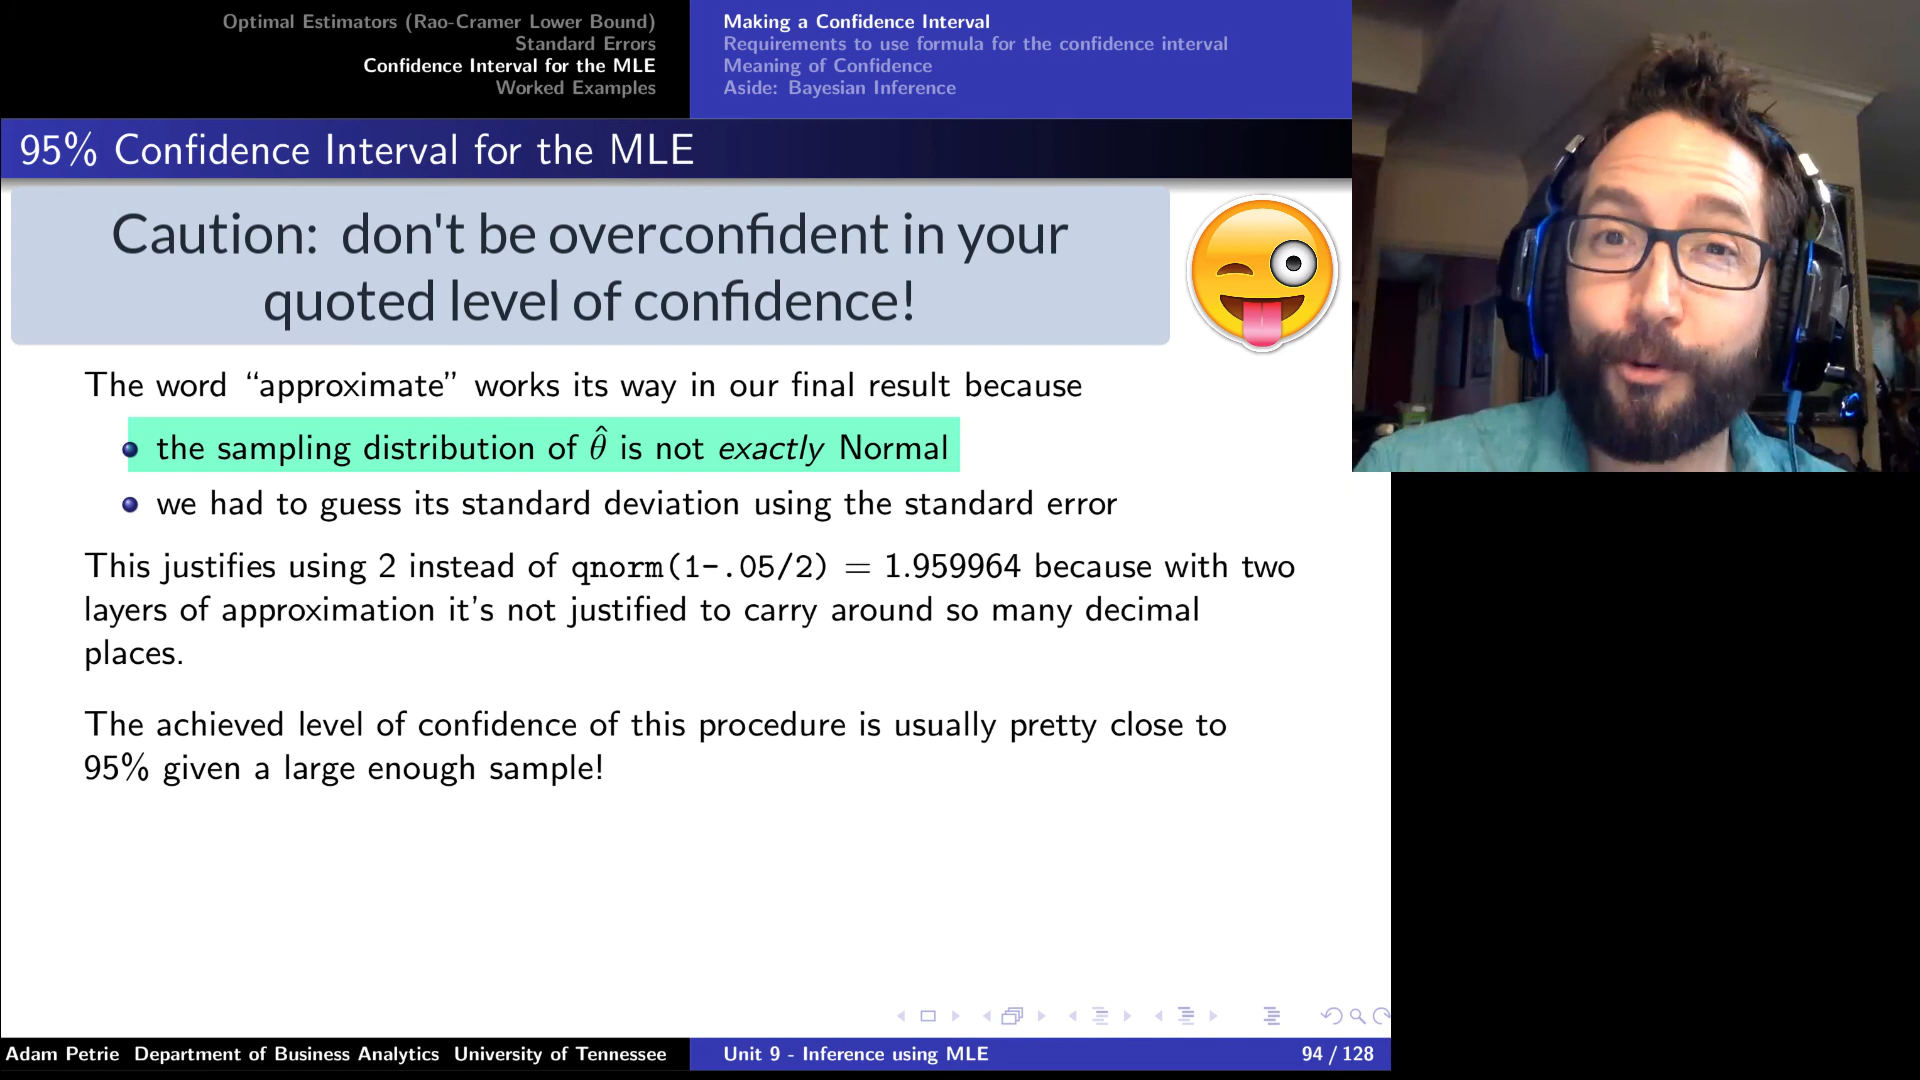 Optimal Estimators (Rao-Cramer Lower Bound)
Standard Errors
Confidence Interval for the MLE
Worked Examples
Making a Confidence Interval
Requirements to use formula for the confidence interval
Meaning of Confidence
Aside: Bayesian Inference
95% Confidence Interval for the MLE
Caution: don't be overconfident in your
quoted level of confidence!
The word “approximate” works its way in our final result because
the sampling distribution of θ̂ is not exactly Normal
we had to guess its standard deviation using the standard error
This justifies using 2 instead of qnorm(1-.05/2) = 1.959964 because with two
layers of approximation it's not justified to carry around so many decimal
places.
The achieved level of confidence of this procedure is usually pretty close to
95% given a large enough sample!
Adam Petrie Department of Business Analytics University of Tennessee
Unit 9 - Inference using MLE
94 / 128